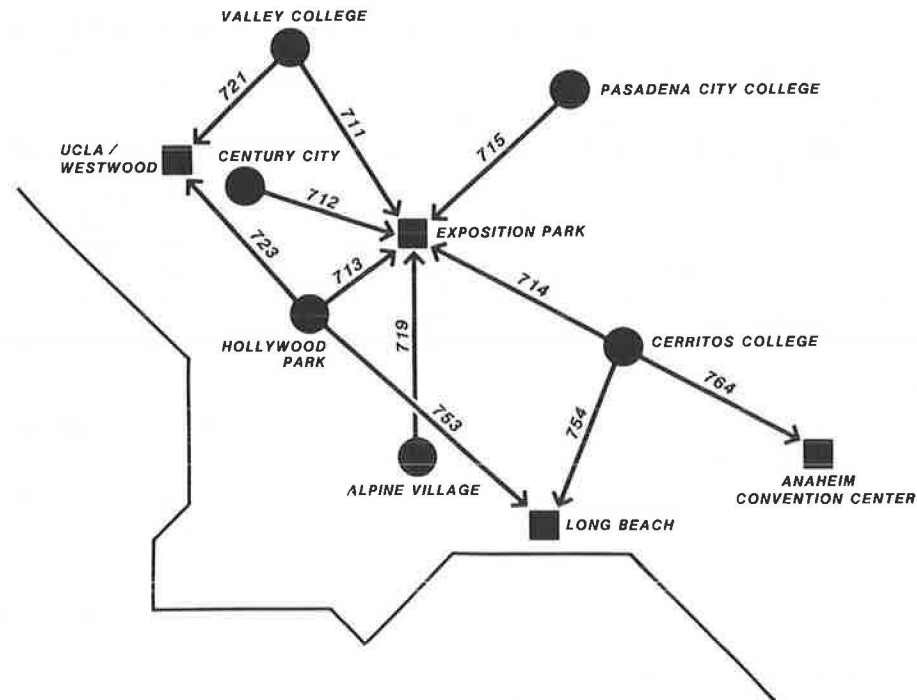 VALLEY COLLEGE
721
711
PASADENA CITY COLLEGE
715
UCLA /
WESTWOOD
CENTURY CITY
712
EXPOSITION PARK
723
713
714
HOLLYWOOD
PARK
719
CERRITOS COLLEGE
764
753
754
ALPINE VILLAGE
ANAHEIM
CONVENTION CENTER
LONG BEACH